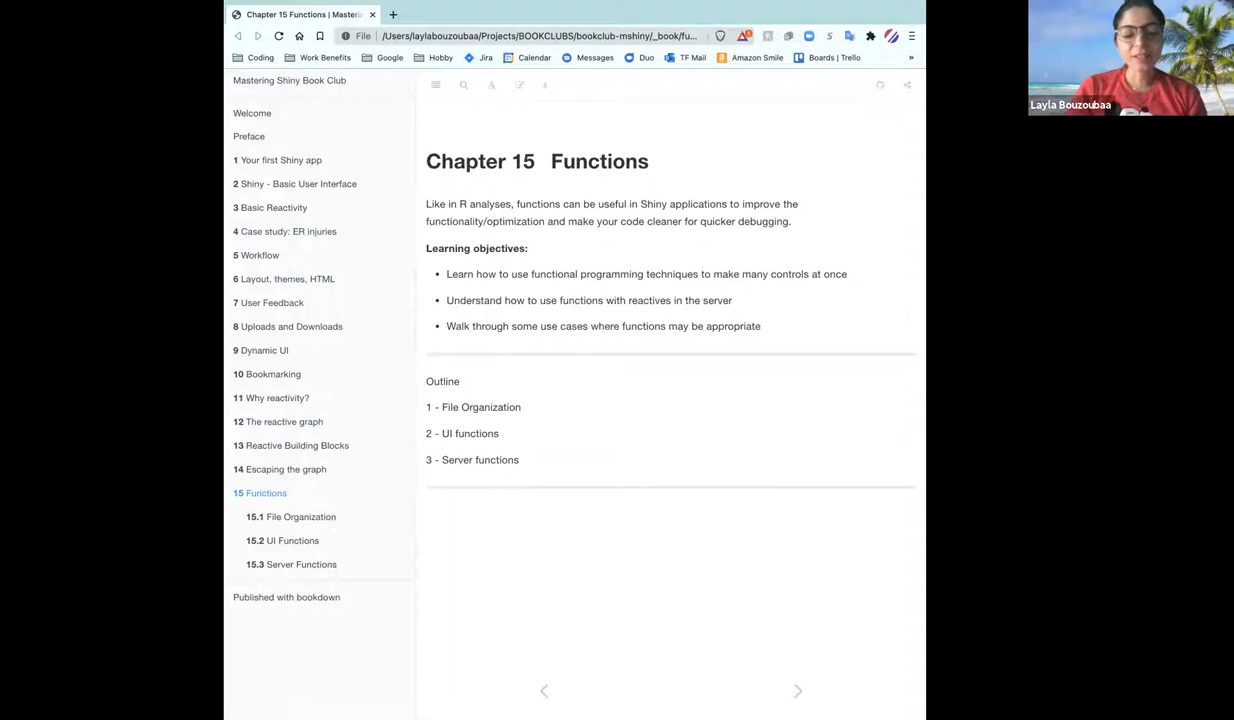 Chapter 15 Functions | Masteri
File
/Users/laylabouzoubaa/Projects/BOOKCLUBS/bookclub-mshiny/_book/fu...
Coding
Work Benefits
Google
Hobby
Jira
Calendar
Messages
Duo
TF Mail
Amazon Smile
Boards | Trello
»
Mastering Shiny Book Club
Welcome
Preface
1 Your first Shiny app
2 Shiny - Basic User Interface
3 Basic Reactivity
4 Case study: ER injuries
5 Workflow
6 Layout, themes, HTML
7 User Feedback
8 Uploads and Downloads
9 Dynamic UI
10 Bookmarking
11 Why reactivity?
12 The reactive graph
13 Reactive Building Blocks
14 Escaping the graph
15 Functions
15.1 File Organization
15.2 UI Functions
15.3 Server Functions
Published with bookdown
Chapter 15 Functions
Like in R analyses, functions can be useful in Shiny applications to improve the
functionality/optimization and make your code cleaner for quicker debugging.
Learning objectives:
• Learn how to use functional programming techniques to make many controls at once
• Understand how to use functions with reactives in the server
• Walk through some use cases where functions may be appropriate
Outline
1 - File Organization
2 - UI functions
3 - Server functions
Layla Bouzoubaa